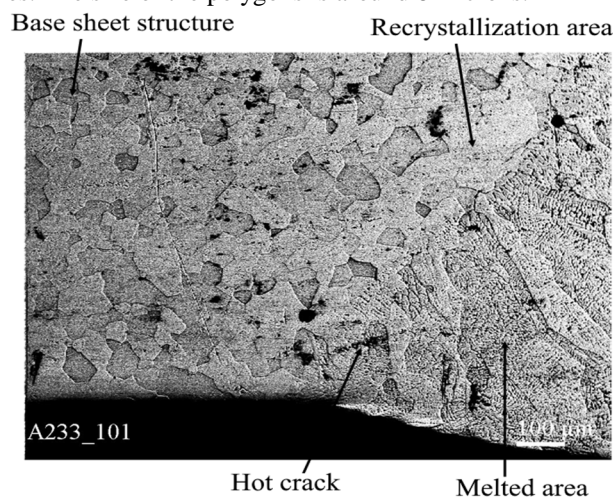 Base sheet structure
Recrystallization area
A233_101
100 µm
Hot crack
Melted area